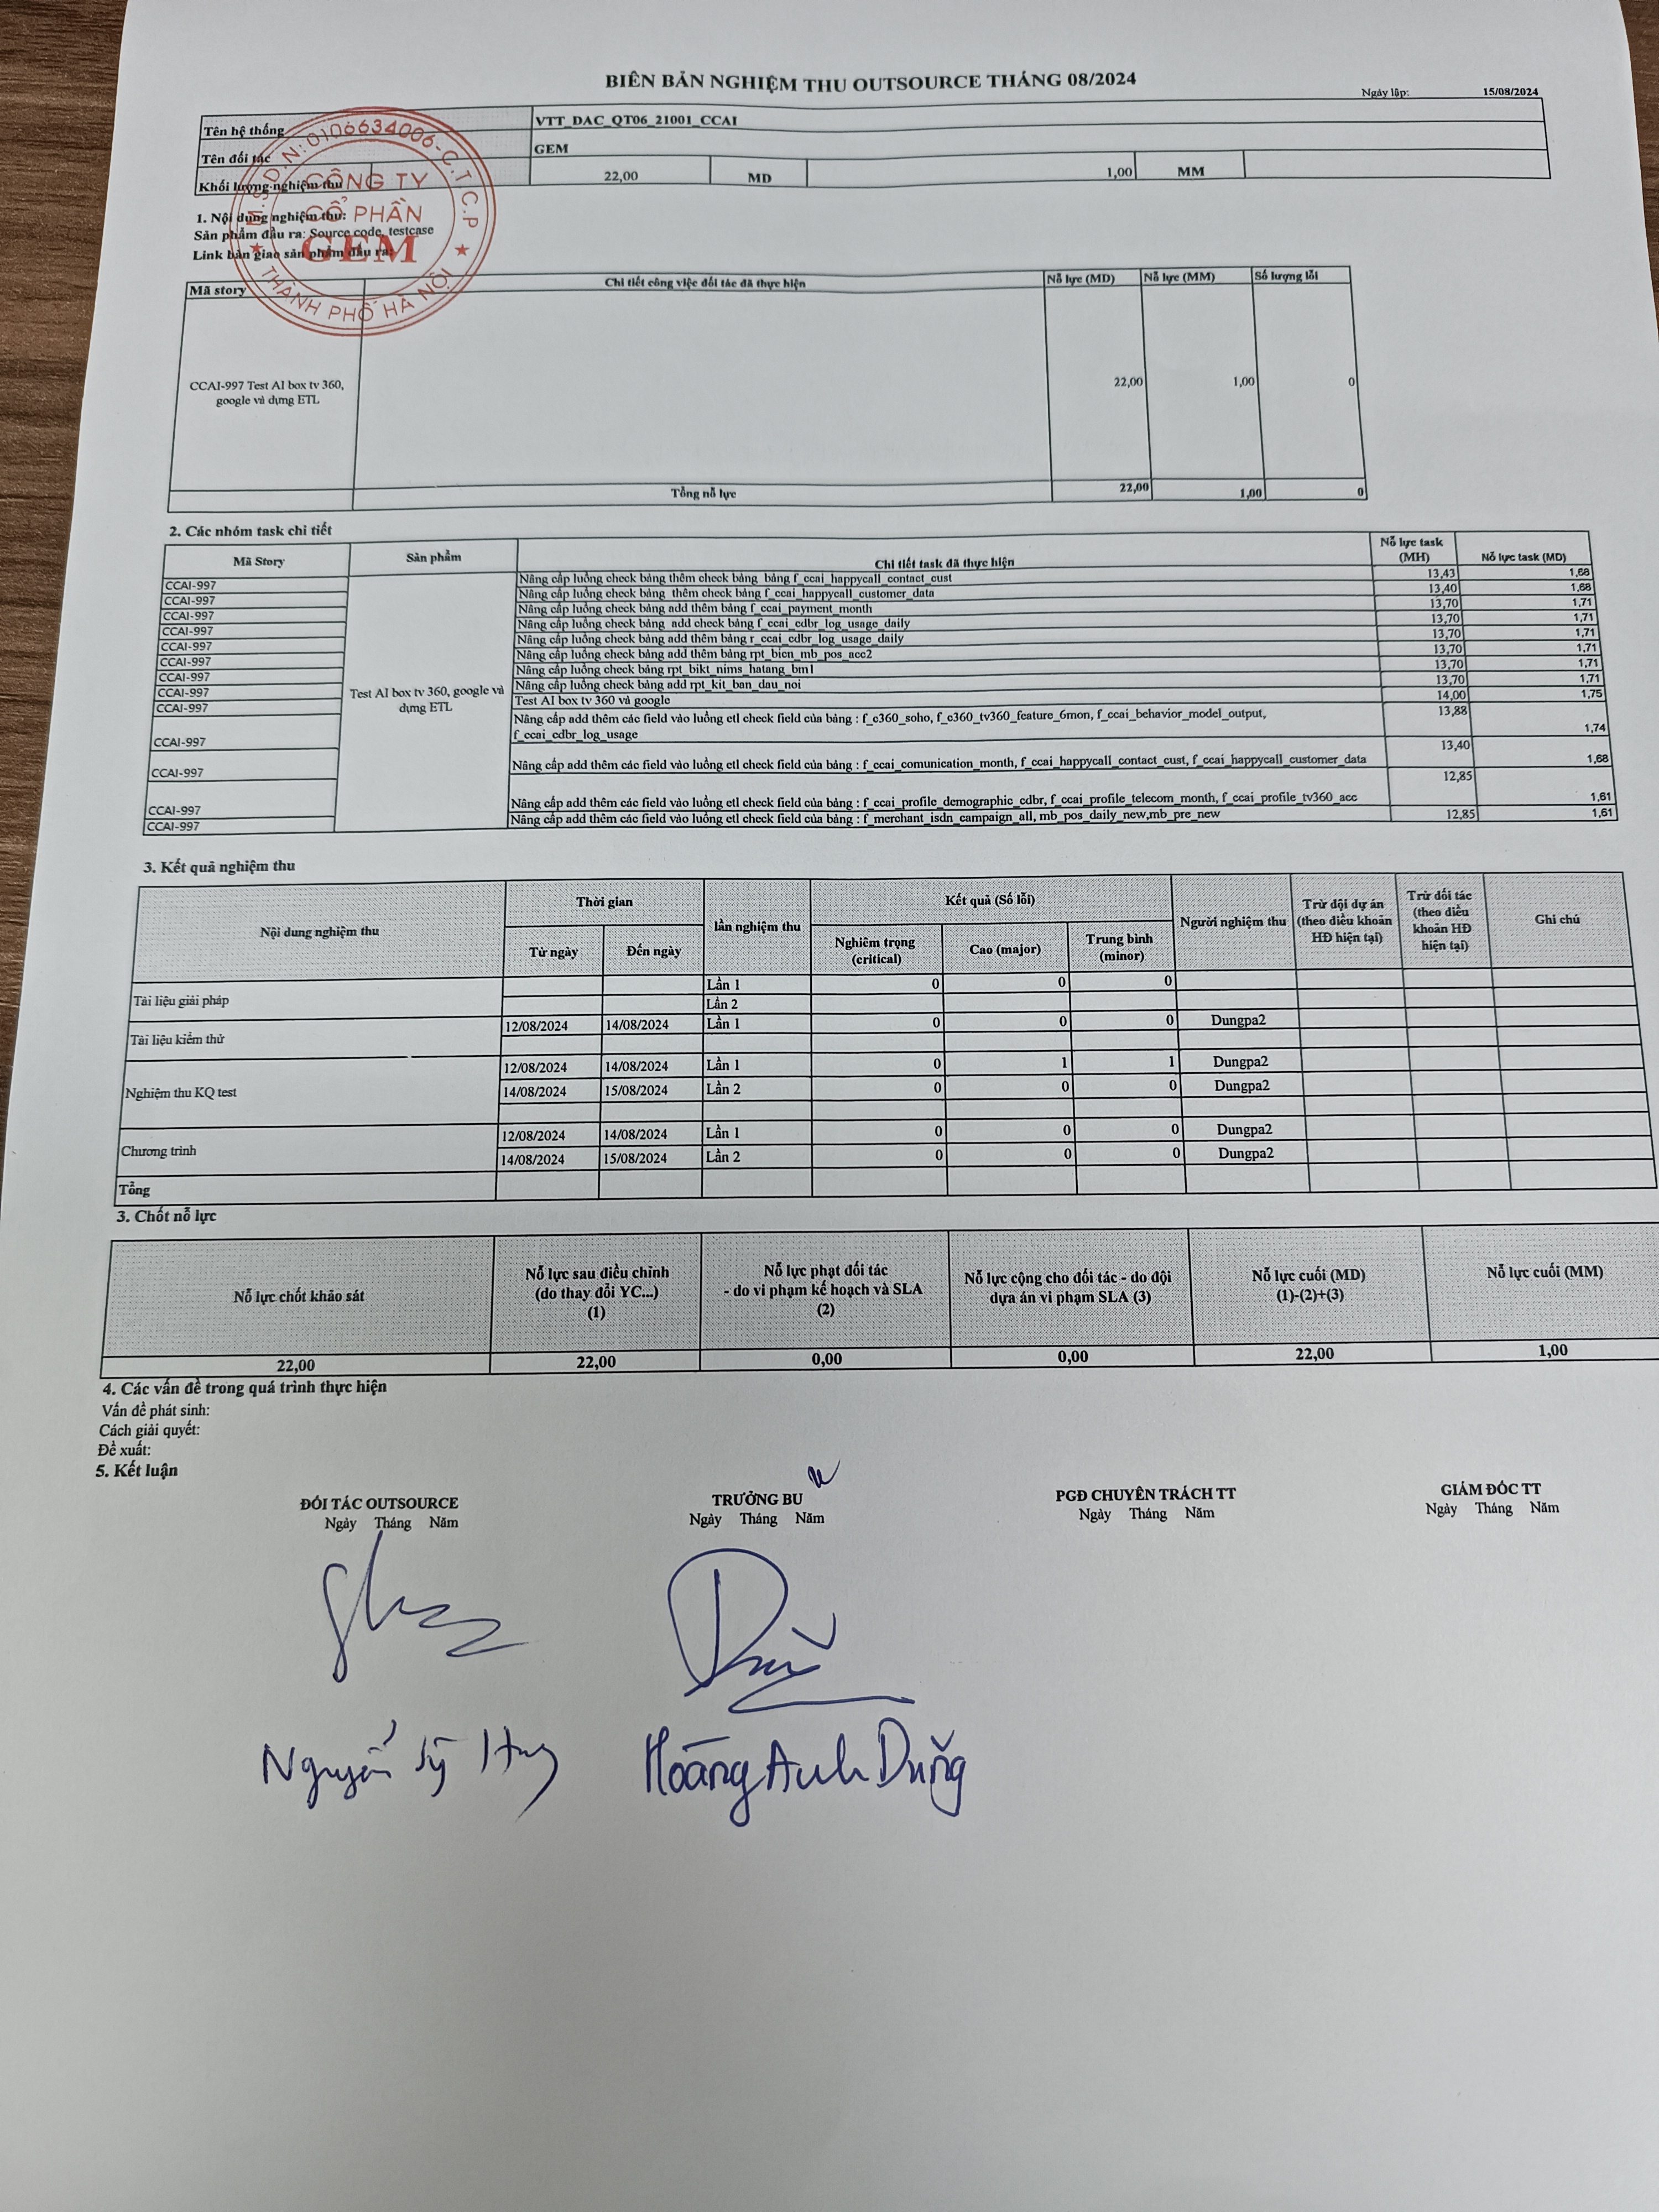 BIÊN BẢN NGHIỆM THU OUTSOURCE THÁNG 08/2024
Ngày lập: 15/08/2024
Tên hệ thống VTT_DAC_QT06_21001_CCAI
Tên đối tác GEM
Khối lượng nghiệm thu 22,00 MD 1,00 MM
M.S.D.N:0106634006-C.T.C.P
CÔNG TY
CỔ PHẦN
GEM
THÀNH PHỐ HÀ NỘI
1. Nội dung nghiệm thu:
Sản phẩm đầu ra: Source code, testcase
Link bàn giao sản phẩm đầu ra:
Mã story Chi tiết công việc đối tác đã thực hiện Nỗ lực (MD) Nỗ lực (MM) Số lượng lỗi
CCAI-997 Test AI box tv 360, google và dựng ETL 22,00 1,00 0
Tổng nỗ lực 22,00 1,00 0
2. Các nhóm task chi tiết
Mã Story Sản phẩm Chi tiết task đã thực hiện Nỗ lực task (MH) Nỗ lực task (MD)
Test AI box tv 360, google và dựng ETL
CCAI-997 Nâng cấp luồng check bảng thêm check bảng bảng f_ccai_happycall_contact_cust 13,43 1,68
CCAI-997 Nâng cấp luồng check bảng thêm check bảng f_ccai_happycall_customer_data 13,40 1,68
CCAI-997 Nâng cấp luồng check bảng add thêm bảng f_ccai_payment_month 13,70 1,71
CCAI-997 Nâng cấp luồng check bảng add check bảng f_ccai_cdbr_log_usage_daily 13,70 1,71
CCAI-997 Nâng cấp luồng check bảng add thêm bảng r_ccai_cdbr_log_usage_daily 13,70 1,71
CCAI-997 Nâng cấp luồng check bảng add thêm bảng rpt_bien_mb_pos_acc2 13,70 1,71
CCAI-997 Nâng cấp luồng check bảng rpt_bikt_nims_hatang_bm1 13,70 1,71
CCAI-997 Nâng cấp luồng check bảng add rpt_kit_ban_dau_noi 13,70 1,71
CCAI-997 Test AI box tv 360 và google 14,00 1,75
CCAI-997 Nâng cấp add thêm các field vào luồng etl check field của bảng : f_c360_soho, f_c360_tv360_feature_6mon, f_ccai_behavior_model_output,
f_ccai_cdbr_log_usage 13,88 1,74
CCAI-997 Nâng cấp add thêm các field vào luồng etl check field của bảng : f_ccai_comunication_month, f_ccai_happycall_contact_cust, f_ccai_happycall_customer_data 13,40 1,68
CCAI-997 Nâng cấp add thêm các field vào luồng etl check field của bảng : f_ccai_profile_demographic_cdbr, f_ccai_profile_telecom_month, f_ccai_profile_tv360_acc 12,85 1,61
CCAI-997 Nâng cấp add thêm các field vào luồng etl check field của bảng : f_merchant_isdn_campaign_all, mb_pos_daily_new,mb_pre_new 12,85 1,61
3. Kết quả nghiệm thu
Nội dung nghiệm thu Thời gian lần nghiệm thu Kết quả (Số lỗi) Người nghiệm thu Trừ đội dự án (theo điều khoản HĐ hiện tại) Trừ đối tác (theo điều khoản HĐ hiện tại) Ghi chú
Từ ngày Đến ngày Nghiêm trọng (critical) Cao (major) Trung bình (minor)
Tài liệu giải pháp Lần 1 0 0 0
Lần 2
Tài liệu kiểm thử 12/08/2024 14/08/2024 Lần 1 0 0 0 Dungpa2
Nghiệm thu KQ test 12/08/2024 14/08/2024 Lần 1 0 1 1 Dungpa2
14/08/2024 15/08/2024 Lần 2 0 0 0 Dungpa2
Chương trình 12/08/2024 14/08/2024 Lần 1 0 0 0 Dungpa2
14/08/2024 15/08/2024 Lần 2 0 0 0 Dungpa2
Tổng
3. Chốt nỗ lực
Nỗ lực chốt khảo sát Nỗ lực sau điều chỉnh (do thay đổi YC...) (1) Nỗ lực phạt đối tác - do vi phạm kế hoạch và SLA (2) Nỗ lực cộng cho đối tác - do đội dựa án vi phạm SLA (3) Nỗ lực cuối (MD) (1)-(2)+(3) Nỗ lực cuối (MM)
22,00 22,00 0,00 0,00 22,00 1,00
4. Các vấn đề trong quá trình thực hiện
Vấn đề phát sinh:
Cách giải quyết:
Đề xuất:
5. Kết luận
ĐỐI TÁC OUTSOURCE TRƯỞNG BU PGĐ CHUYÊN TRÁCH TT GIÁM ĐỐC TT
Ngày Tháng Năm Ngày Tháng Năm Ngày Tháng Năm Ngày Tháng Năm
Nguyễn Sỹ Huy Hoàng Anh Dũng